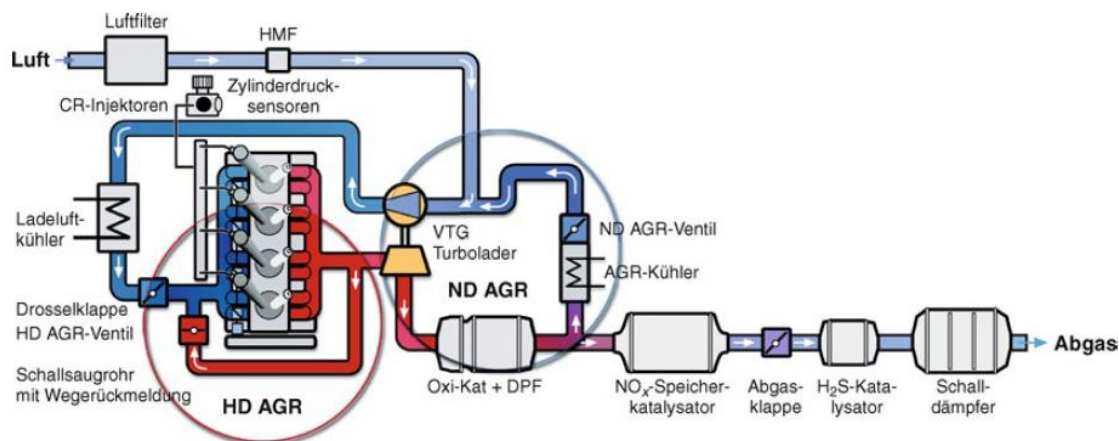 Luftfilter
HMF
Luft
Zylinderdruck-
sensoren
CR-Injektoren
Ladeluft-
kühler
VTG
Turbolader
ND AGR-Ventil
AGR-Kühler
ND AGR
Drosselklappe
HD AGR-Ventil
Schallsaugrohr
mit Wegerückmeldung
HD AGR
Oxi-Kat + DPF
NOx-Speicher-
katalysator
Abgas-
klappe
H2S-Kata-
lysator
Schall-
dämpfer
Abgas